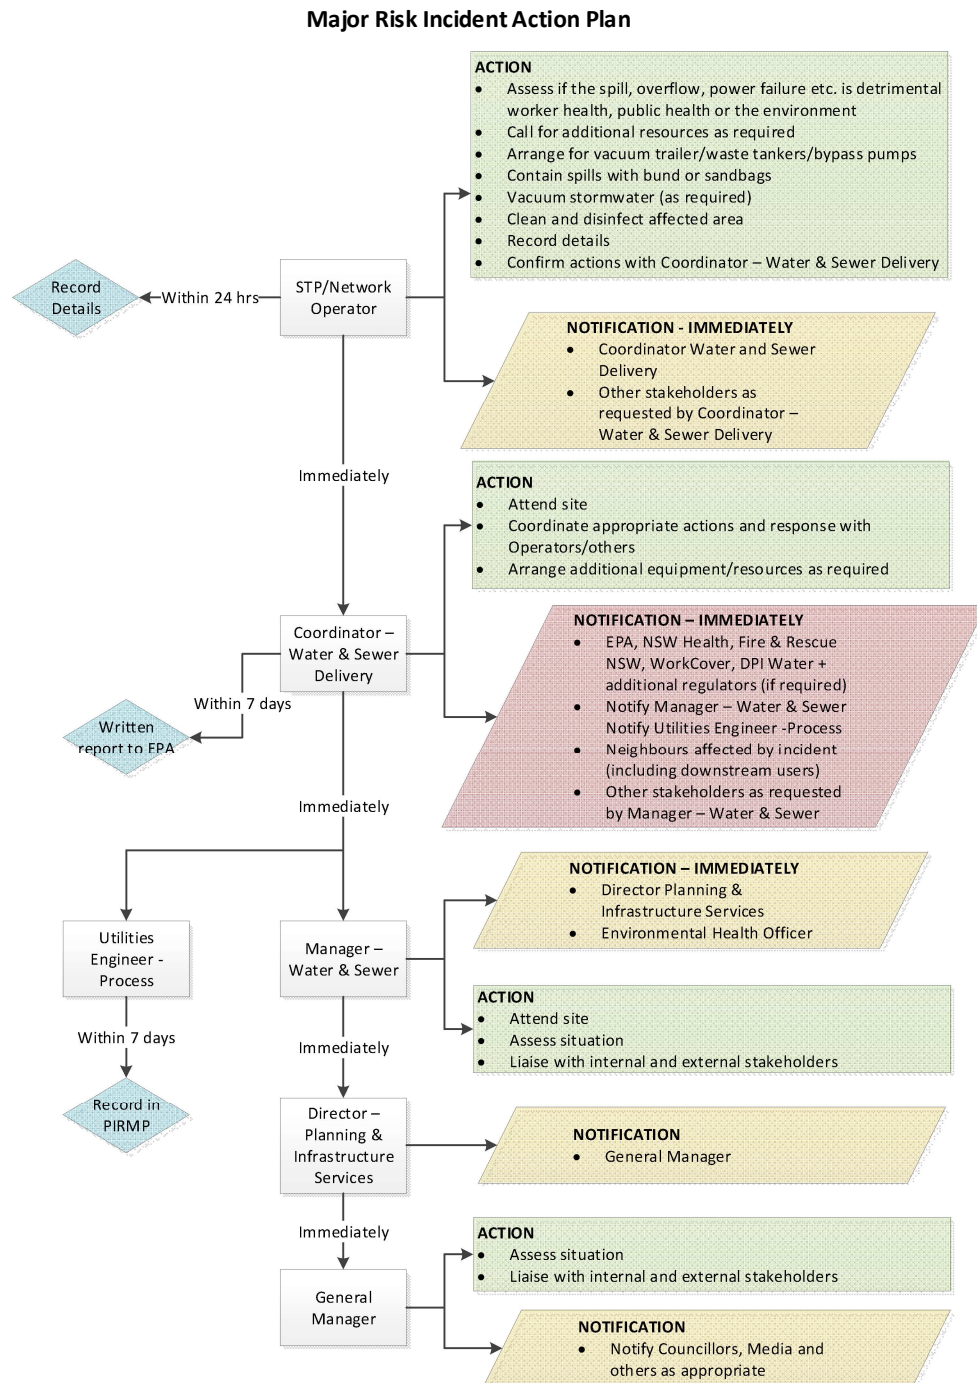 Major Risk Incident Action Plan
ACTION
• Assess if the spill, overflow, power failure etc. is detrimental
worker health, public health or the environment
• Call for additional resources as required
• Arrange for vacuum trailer/waste tankers/bypass pumps
• Contain spills with bund or sandbags
• Vacuum stormwater (as required)
• Clean and disinfect affected area
• Record details
• Confirm actions with Coordinator – Water & Sewer Delivery
Record
Details
Within 24 hrs
STP/Network
Operator
NOTIFICATION - IMMEDIATELY
• Coordinator Water and Sewer
Delivery
• Other stakeholders as
requested by Coordinator –
Water & Sewer Delivery
Immediately
ACTION
• Attend site
• Coordinate appropriate actions and response with
Operators/others
• Arrange additional equipment/resources as required
Coordinator –
Water & Sewer
Delivery
NOTIFICATION – IMMEDIATELY
• EPA, NSW Health, Fire & Rescue
NSW, WorkCover, DPI Water +
additional regulators (if required)
• Notify Manager – Water & Sewer
Notify Utilities Engineer -Process
• Neighbours affected by incident
(including downstream users)
• Other stakeholders as requested
by Manager – Water & Sewer
Within 7 days
Written
report to EPA
Immediately
NOTIFICATION – IMMEDIATELY
• Director Planning &
Infrastructure Services
• Environmental Health Officer
Utilities
Engineer -
Process
Manager –
Water & Sewer
ACTION
• Attend site
• Assess situation
• Liaise with internal and external stakeholders
Within 7 days
Immediately
Record in
PIRMP
Director –
Planning &
Infrastructure
Services
NOTIFICATION
• General Manager
Immediately
ACTION
• Assess situation
• Liaise with internal and external stakeholders
General
Manager
NOTIFICATION
• Notify Councillors, Media and
others as appropriate